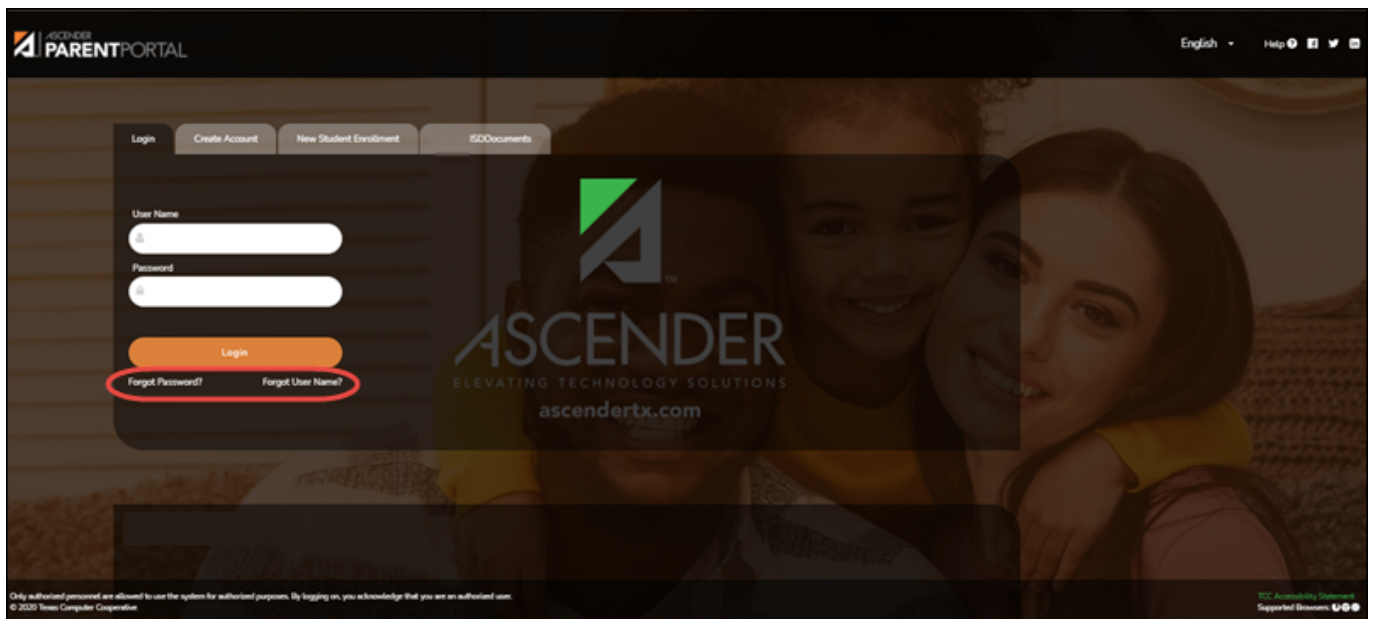 ASCENDER
PARENTPORTAL
English
Help
Login
Create Account
New Student Enrollment
ISDDocuments
User Name
Password
Login
Forgot Password?
Forgot User Name?
ASCENDER
ELEVATING TECHNOLOGY SOLUTIONS
ascendertx.com
TM
Only authorized personnel are allowed to use the system for authorized purposes. By logging on, you acknowledge that you are an authorized user.
© 2020 Texas Computer Cooperative
TCC Accessibility Statement
Supported Browsers: